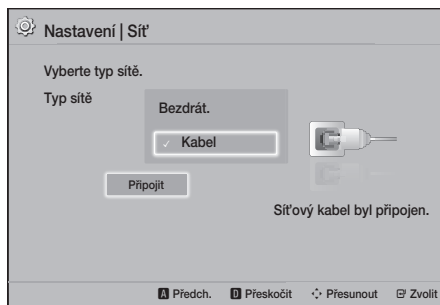 Nastavení | Síť
Vyberte typ sítě.
Typ sítě
Bezdrát.
✓ Kabel
Připojit
Síťový kabel byl připojen.
A Předch. D Přeskočit Přesunout Zvolit